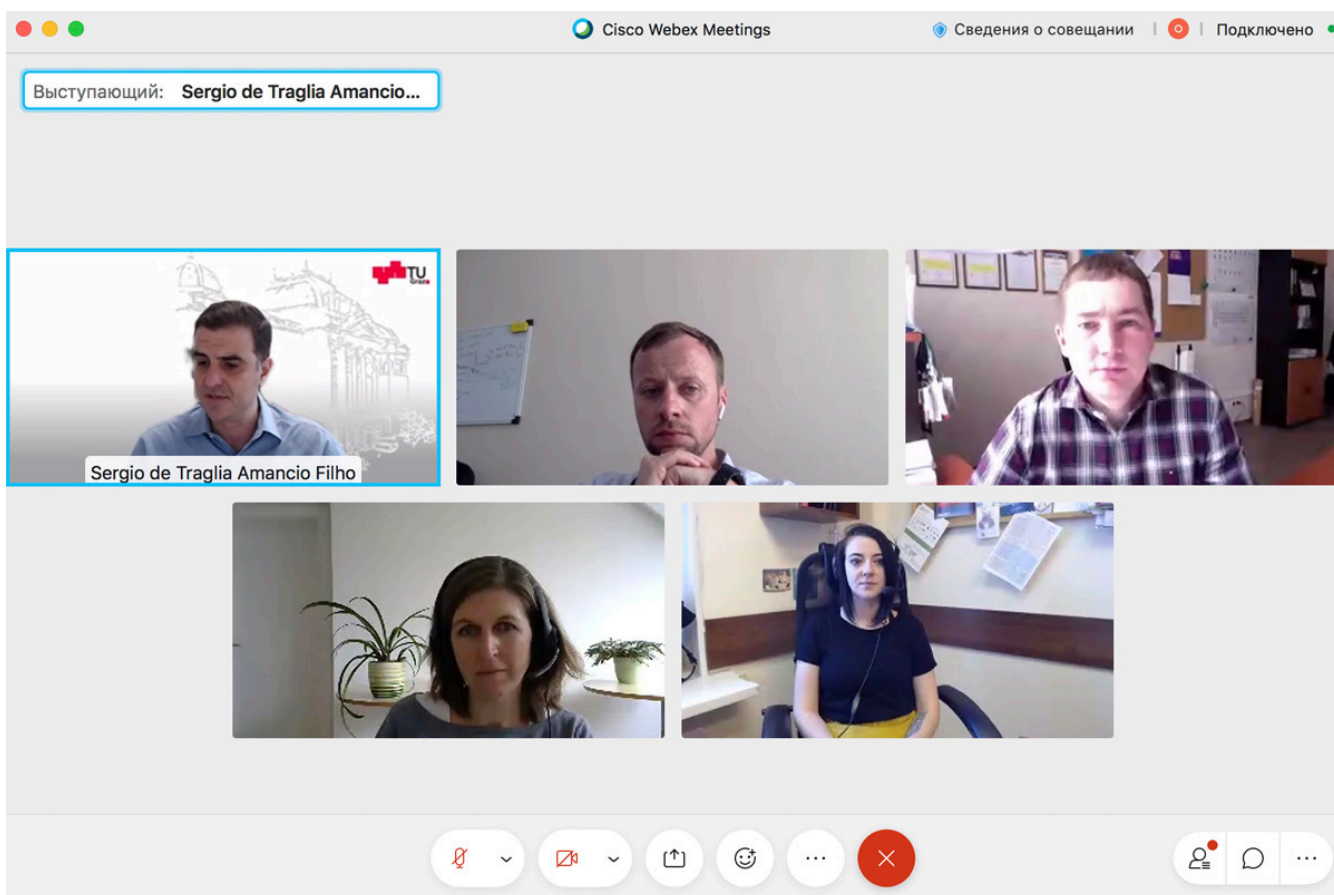 Cisco Webex Meetings
Сведения о совещании
Подключено
Выступающий: Sergio de Traglia Amancio...
TU
Graz
Sergio de Traglia Amancio Filho